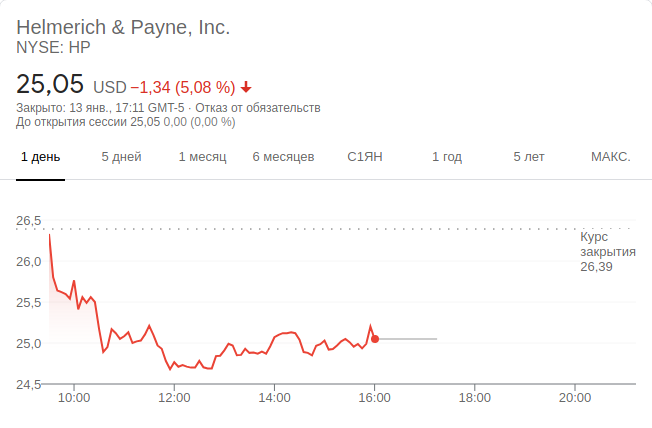 Helmerich & Payne, Inc.
NYSE: HP
25,05 USD −1,34 (5,08 %)
Закрыто: 13 янв., 17:11 GMT-5 · Отказ от обязательств
До открытия сессии 25,05 0,00 (0,00 %)
1 день 5 дней 1 месяц 6 месяцев С1ЯН 1 год 5 лет МАКС.
26,5
Курс
закрытия
26,39
26,0
25,5
25,0
24,5
10:00 12:00 14:00 16:00 18:00 20:00